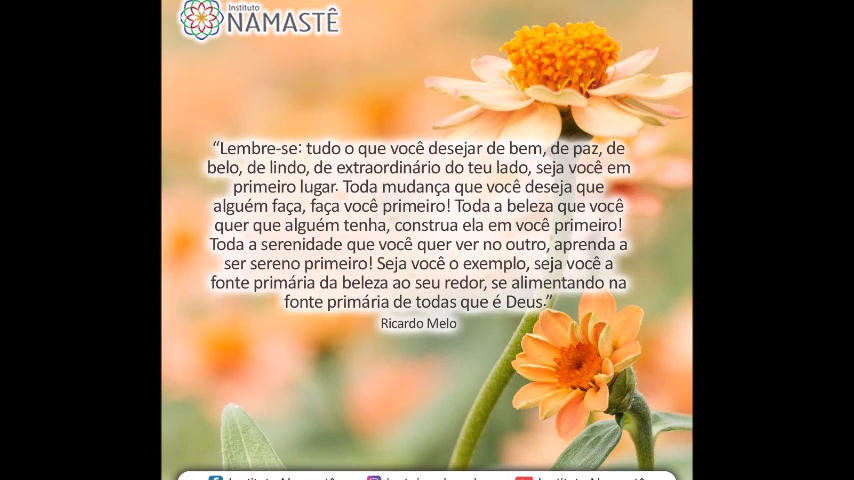 Instituto
NAMASTÊ
“Lembre-se: tudo o que você desejar de bem, de paz, de
belo, de lindo, de extraordinário do teu lado, seja você em
primeiro lugar. Toda mudança que você deseja que
alguém faça, faça você primeiro! Toda a beleza que você
quer que alguém tenha, construa ela em você primeiro!
Toda a serenidade que você quer ver no outro, aprenda a
ser sereno primeiro! Seja você o exemplo, seja você a
fonte primária da beleza ao seu redor, se alimentando na
fonte primária de todas que é Deus.”
Ricardo Melo